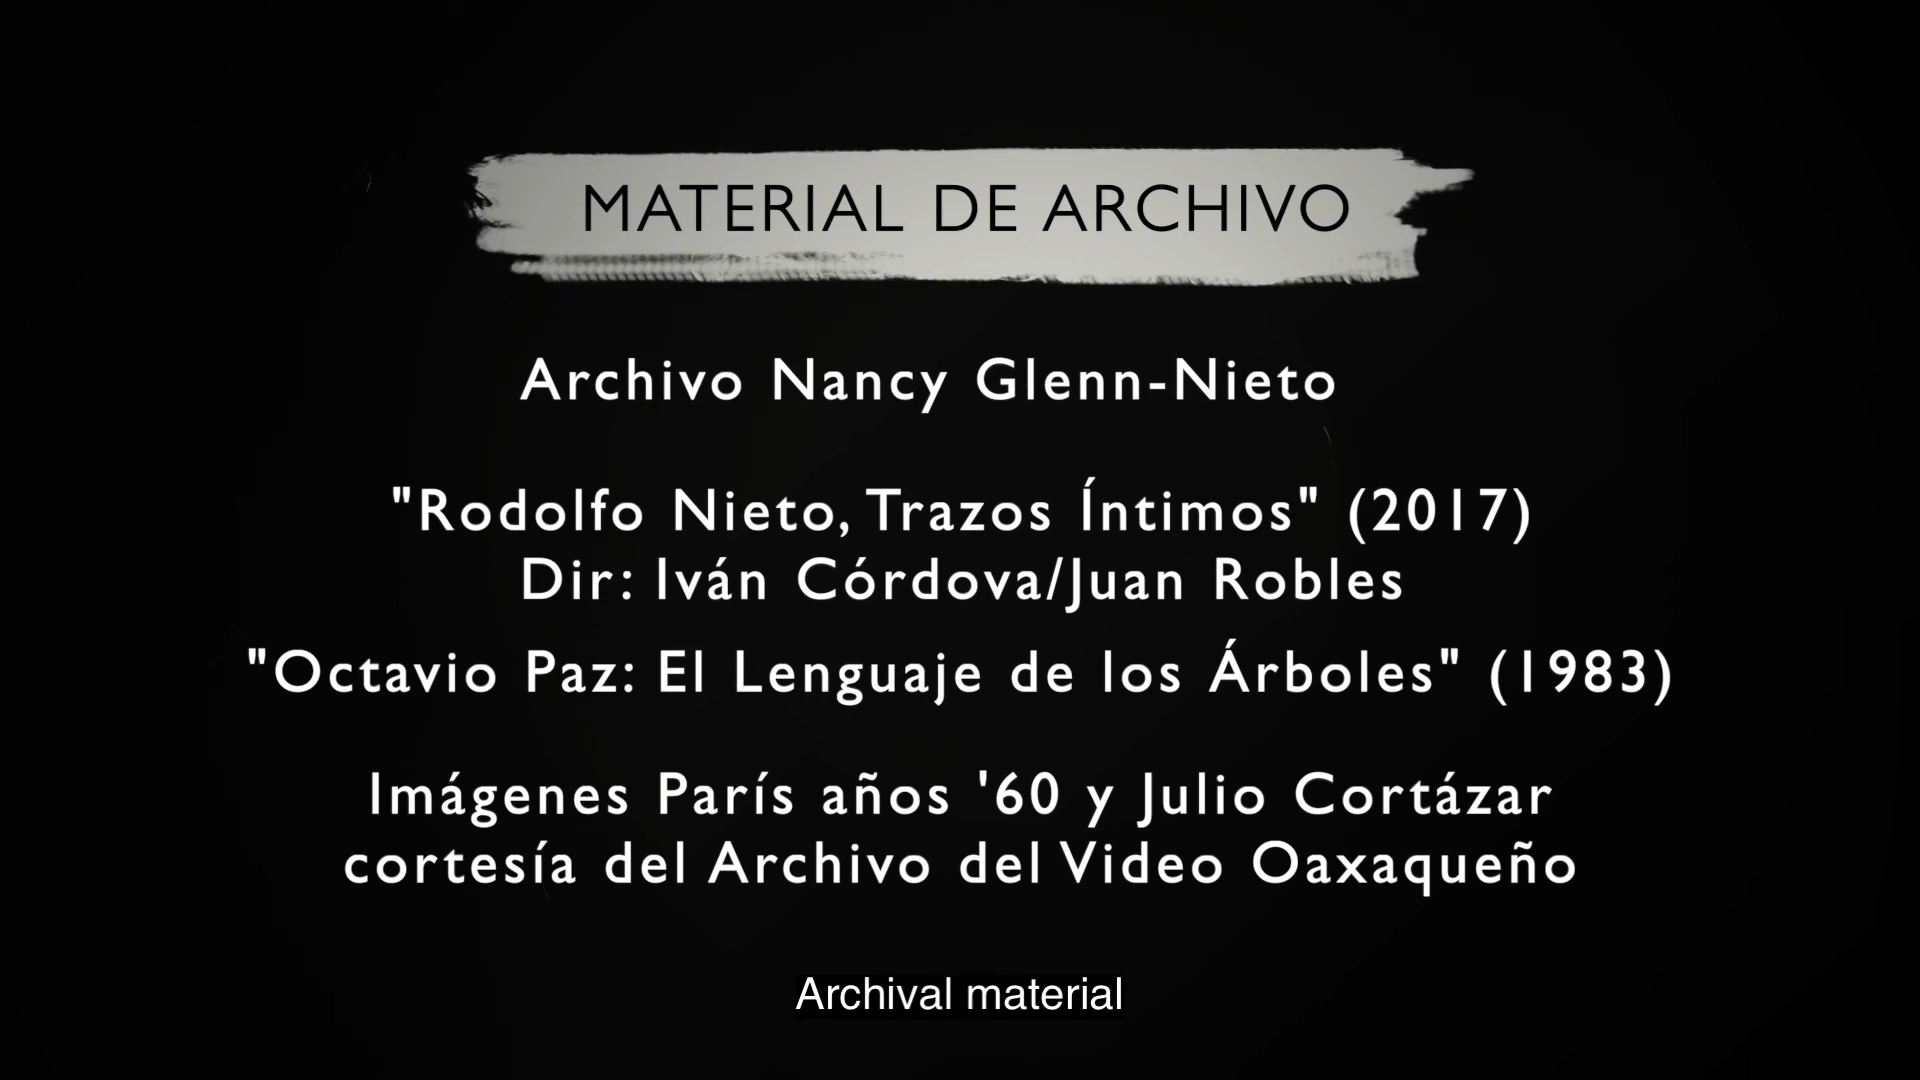 MATERIAL DE ARCHIVO
Archivo Nancy Glenn-Nieto
"Rodolfo Nieto, Trazos Íntimos" (2017)
Dir: Iván Córdova/Juan Robles
"Octavio Paz: El Lenguaje de los Árboles" (1983)
Imágenes París años '60 y Julio Cortázar
cortesía del Archivo del Video Oaxaqueño
Archival material